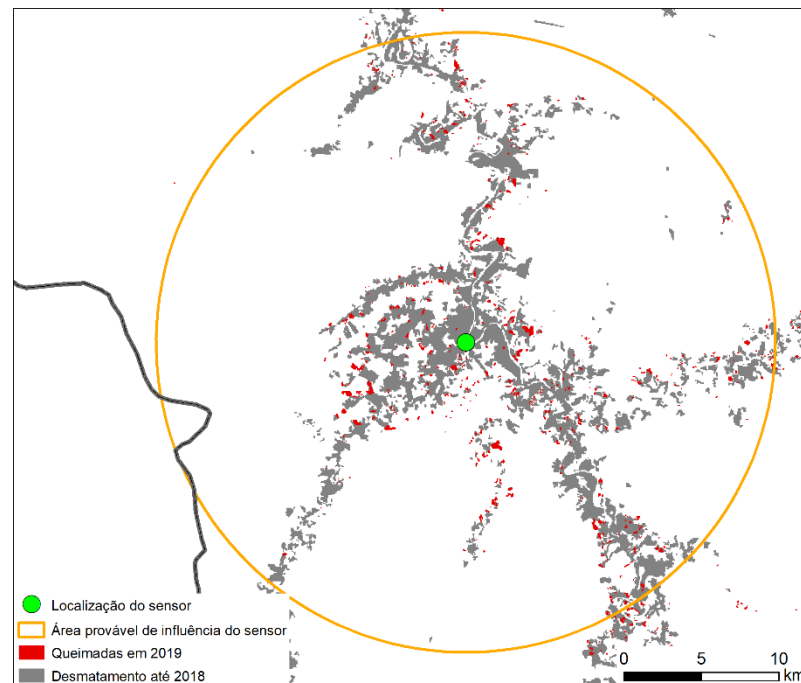 Localização do sensor
Área provável de influência do sensor
Queimadas em 2019
Desmatamento até 2018
0 5 10
km